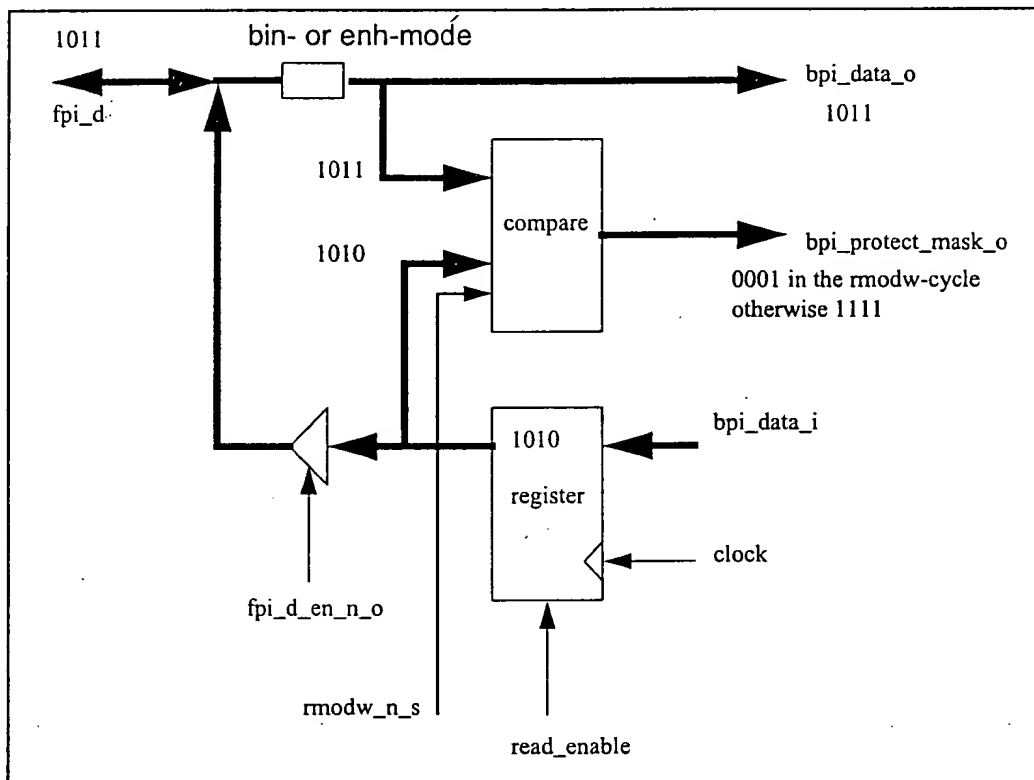 1011
bin- or enh-mode
fpi_d
bpi_data_o
1011
1011
compare
1010
bpi_protect_mask_o
0001 in the rmodw-cycle
otherwise 1111
1010
bpi_data_i
register
clock
fpi_d_en_n_o
rmodw_n_s
read_enable